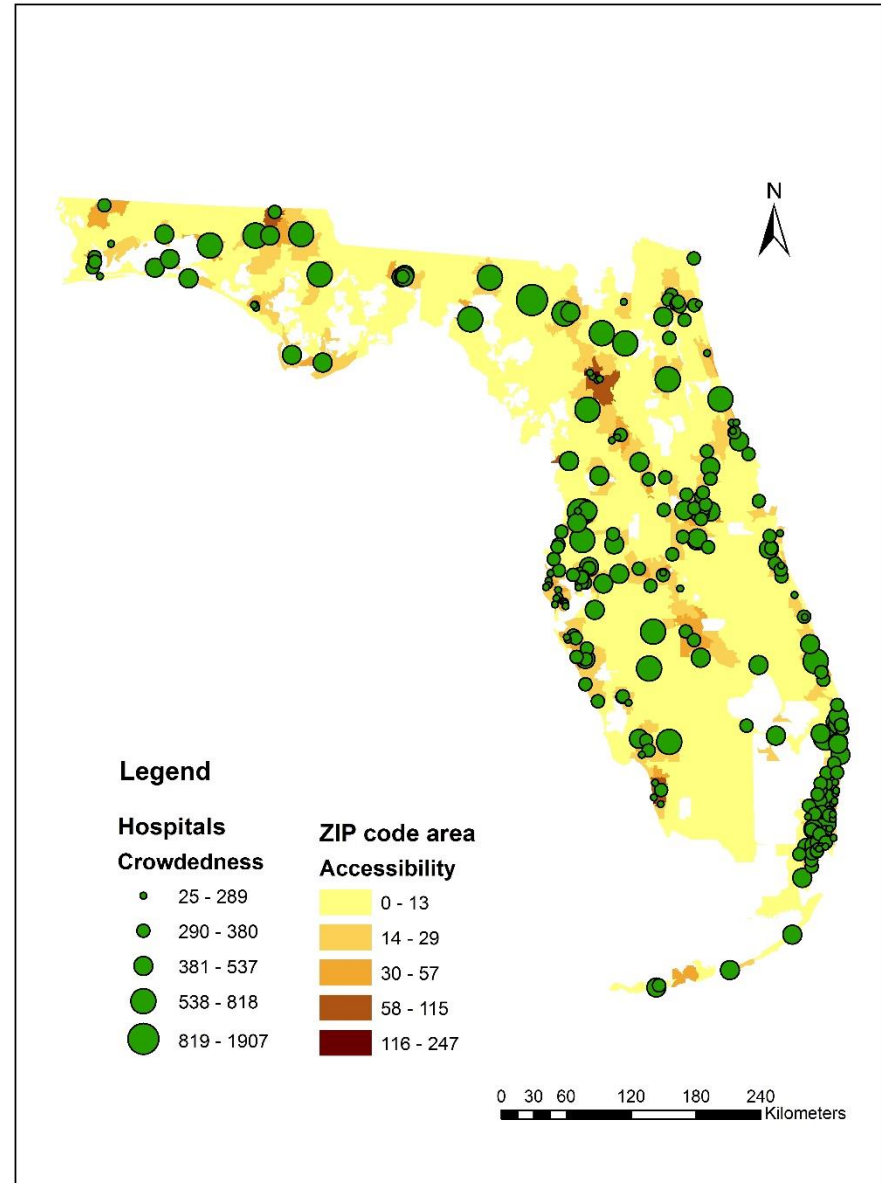 N
Legend
Hospitals
Crowdedness
25 - 289
290 - 380
381 - 537
538 - 818
819 - 1907
ZIP code area
Accessibility
0 - 13
14 - 29
30 - 57
58 - 115
116 - 247
0 30 60 120 180 240
Kilometers